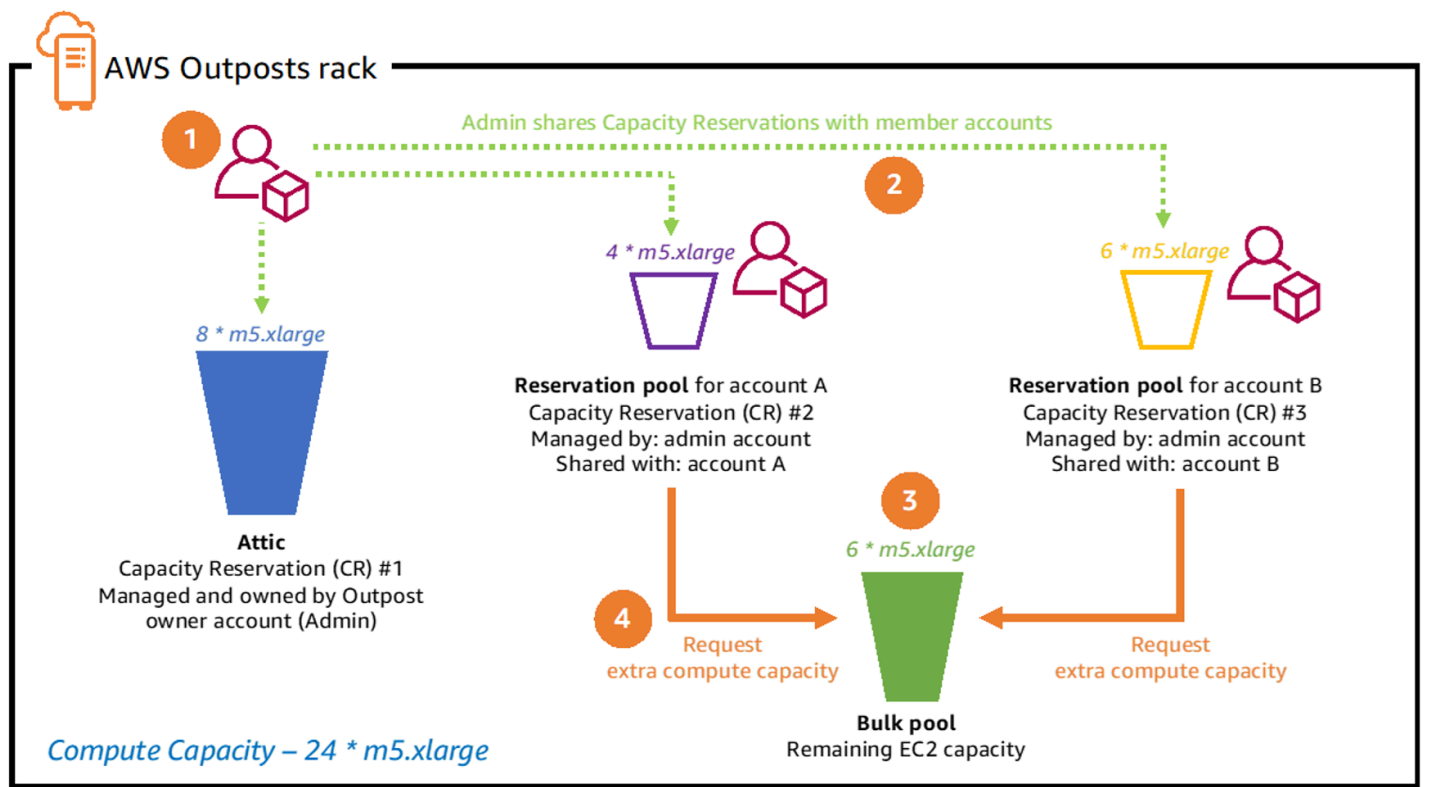 AWS Outposts rack
1
Admin shares Capacity Reservations with member accounts
2
4 * m5.xlarge
6 * m5.xlarge
8 * m5.xlarge
Reservation pool for account A
Capacity Reservation (CR) #2
Managed by: admin account
Shared with: account A
Reservation pool for account B
Capacity Reservation (CR) #3
Managed by: admin account
Shared with: account B
3
6 * m5.xlarge
Attic
Capacity Reservation (CR) #1
Managed and owned by Outpost
owner account (Admin)
4
Request
extra compute capacity
Request
extra compute capacity
Bulk pool
Remaining EC2 capacity
Compute Capacity – 24 * m5.xlarge